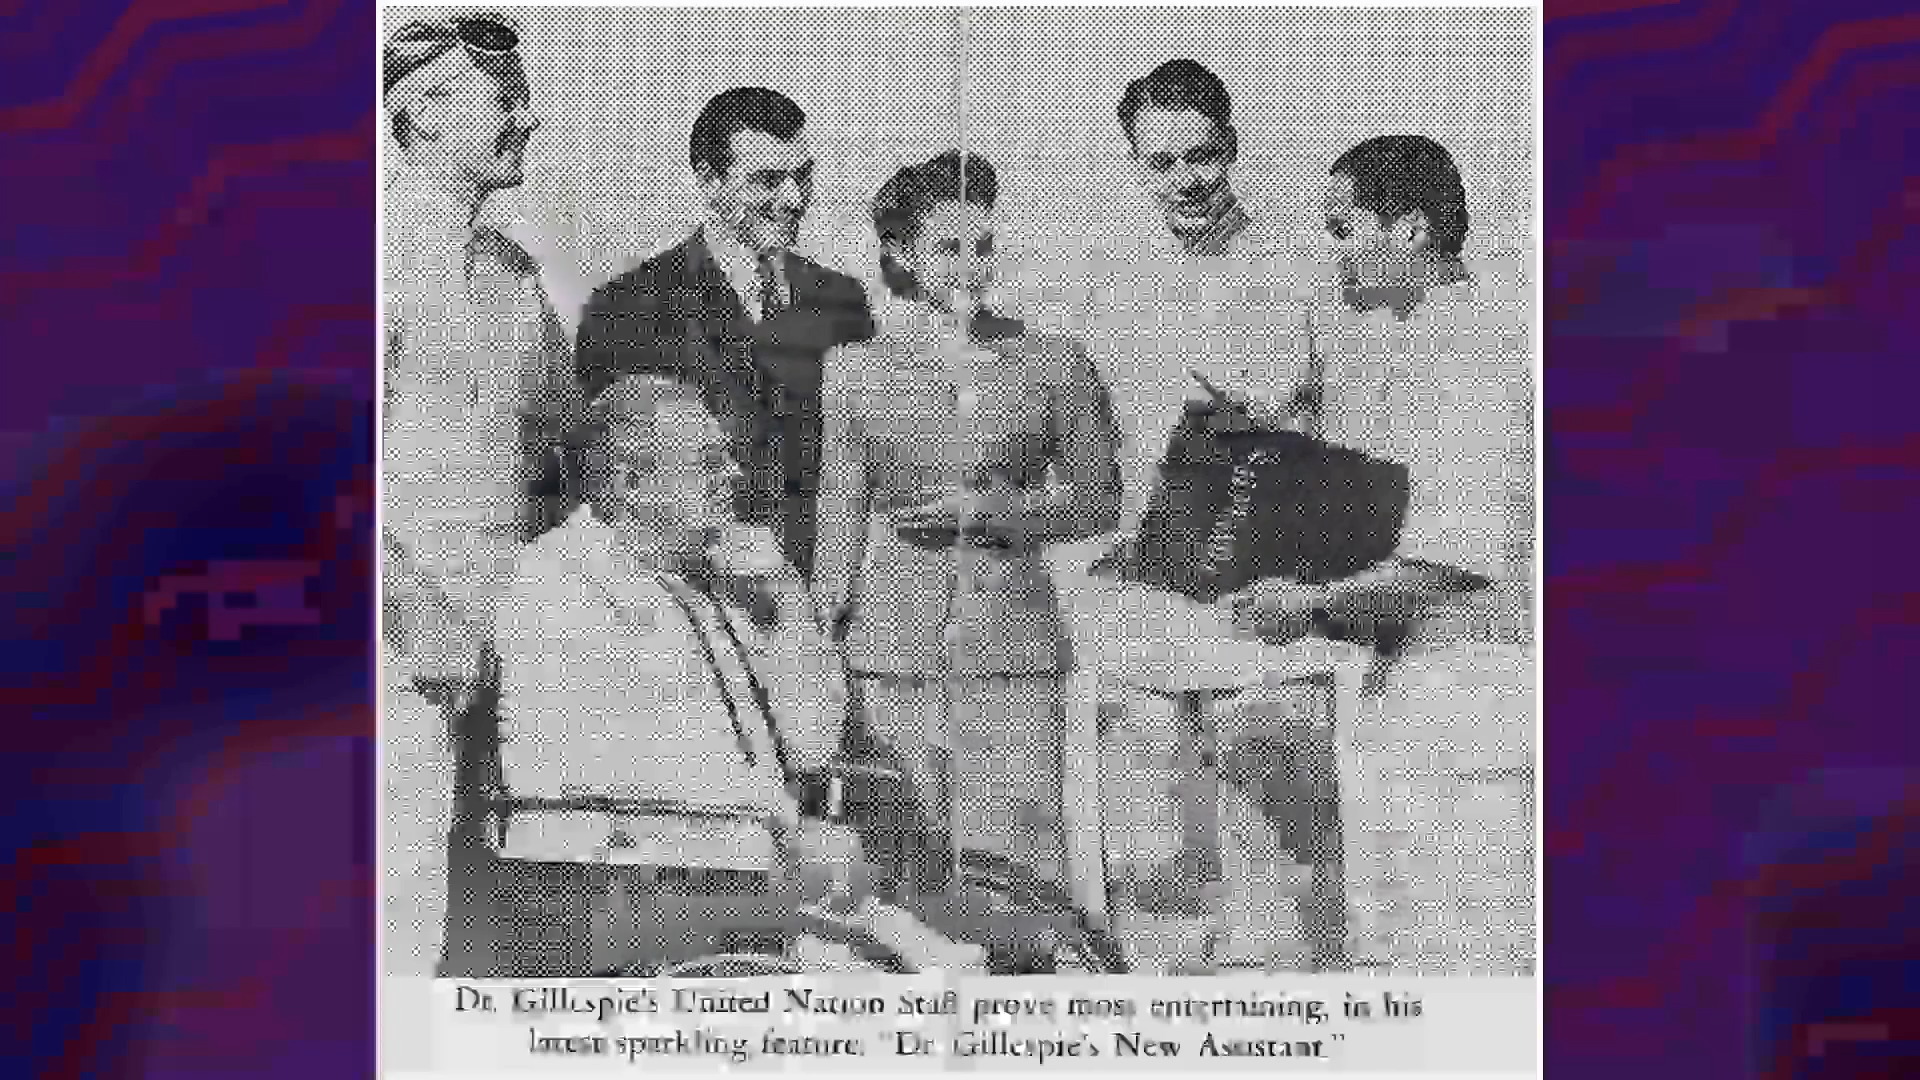 Dr. Gillespie's United Nation Staff prove most entertaining, in his
latest sparkling feature, "Dr. Gillespie's New Assistant."